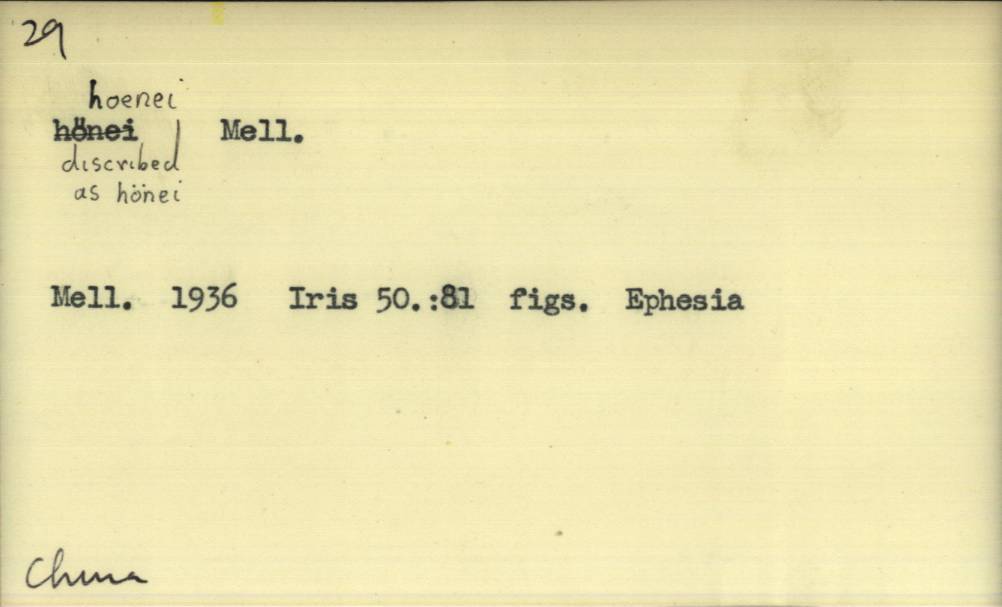 29
hoenei
hönei Mell.
discribed
as hönei
Mell. 1936 Iris 50.:81 figs. Ephesia
China